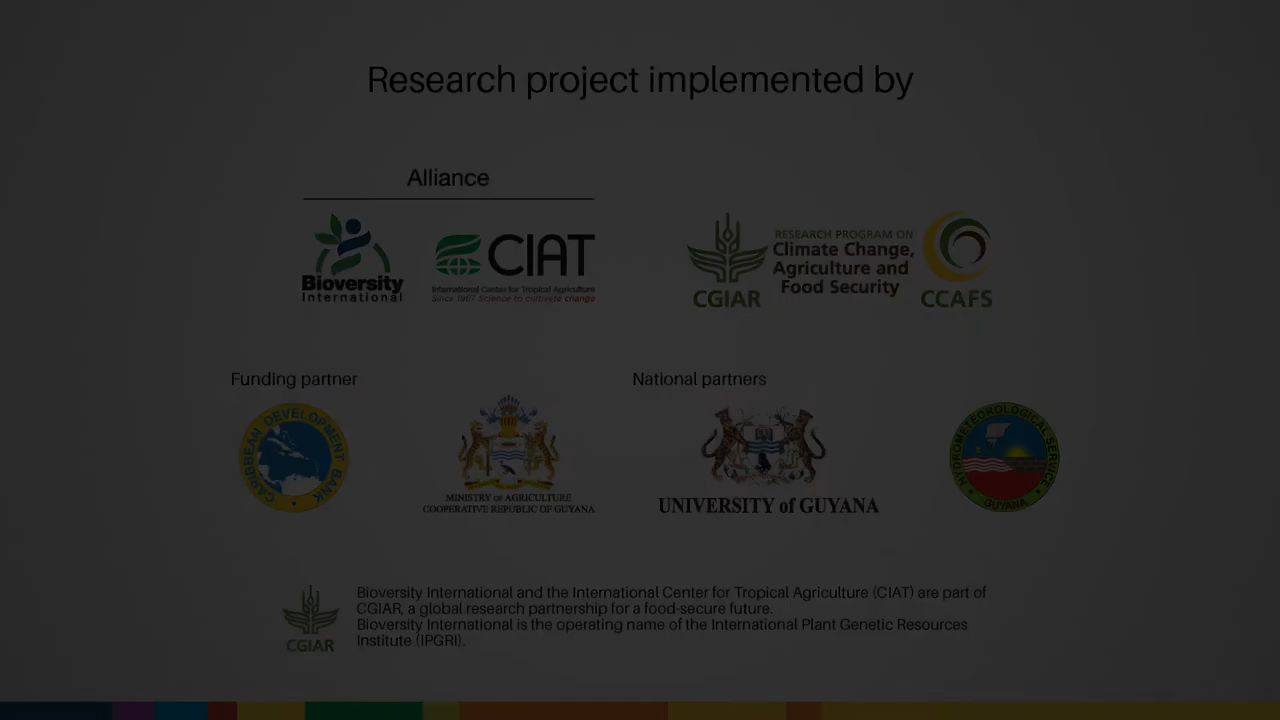 Research project implemented by
Alliance
Bioversity
International
CIAT
International Center for Tropical Agriculture
Since 1967 Science to cultivate change
CGIAR
RESEARCH PROGRAM ON
Climate Change,
Agriculture and
Food Security
CCAFS
Funding partner
National partners
CARIBBEAN DEVELOPMENT BANK
MINISTRY OF AGRICULTURE
COOPERATIVE REPUBLIC OF GUYANA
UNIVERSITY of GUYANA
HYDROMETEOROLOGICAL SERVICE
GUYANA
CGIAR
Bioversity International and the International Center for Tropical Agriculture (CIAT) are part of
CGIAR, a global research partnership for a food-secure future.
Bioversity International is the operating name of the International Plant Genetic Resources
Institute (IPGRI).